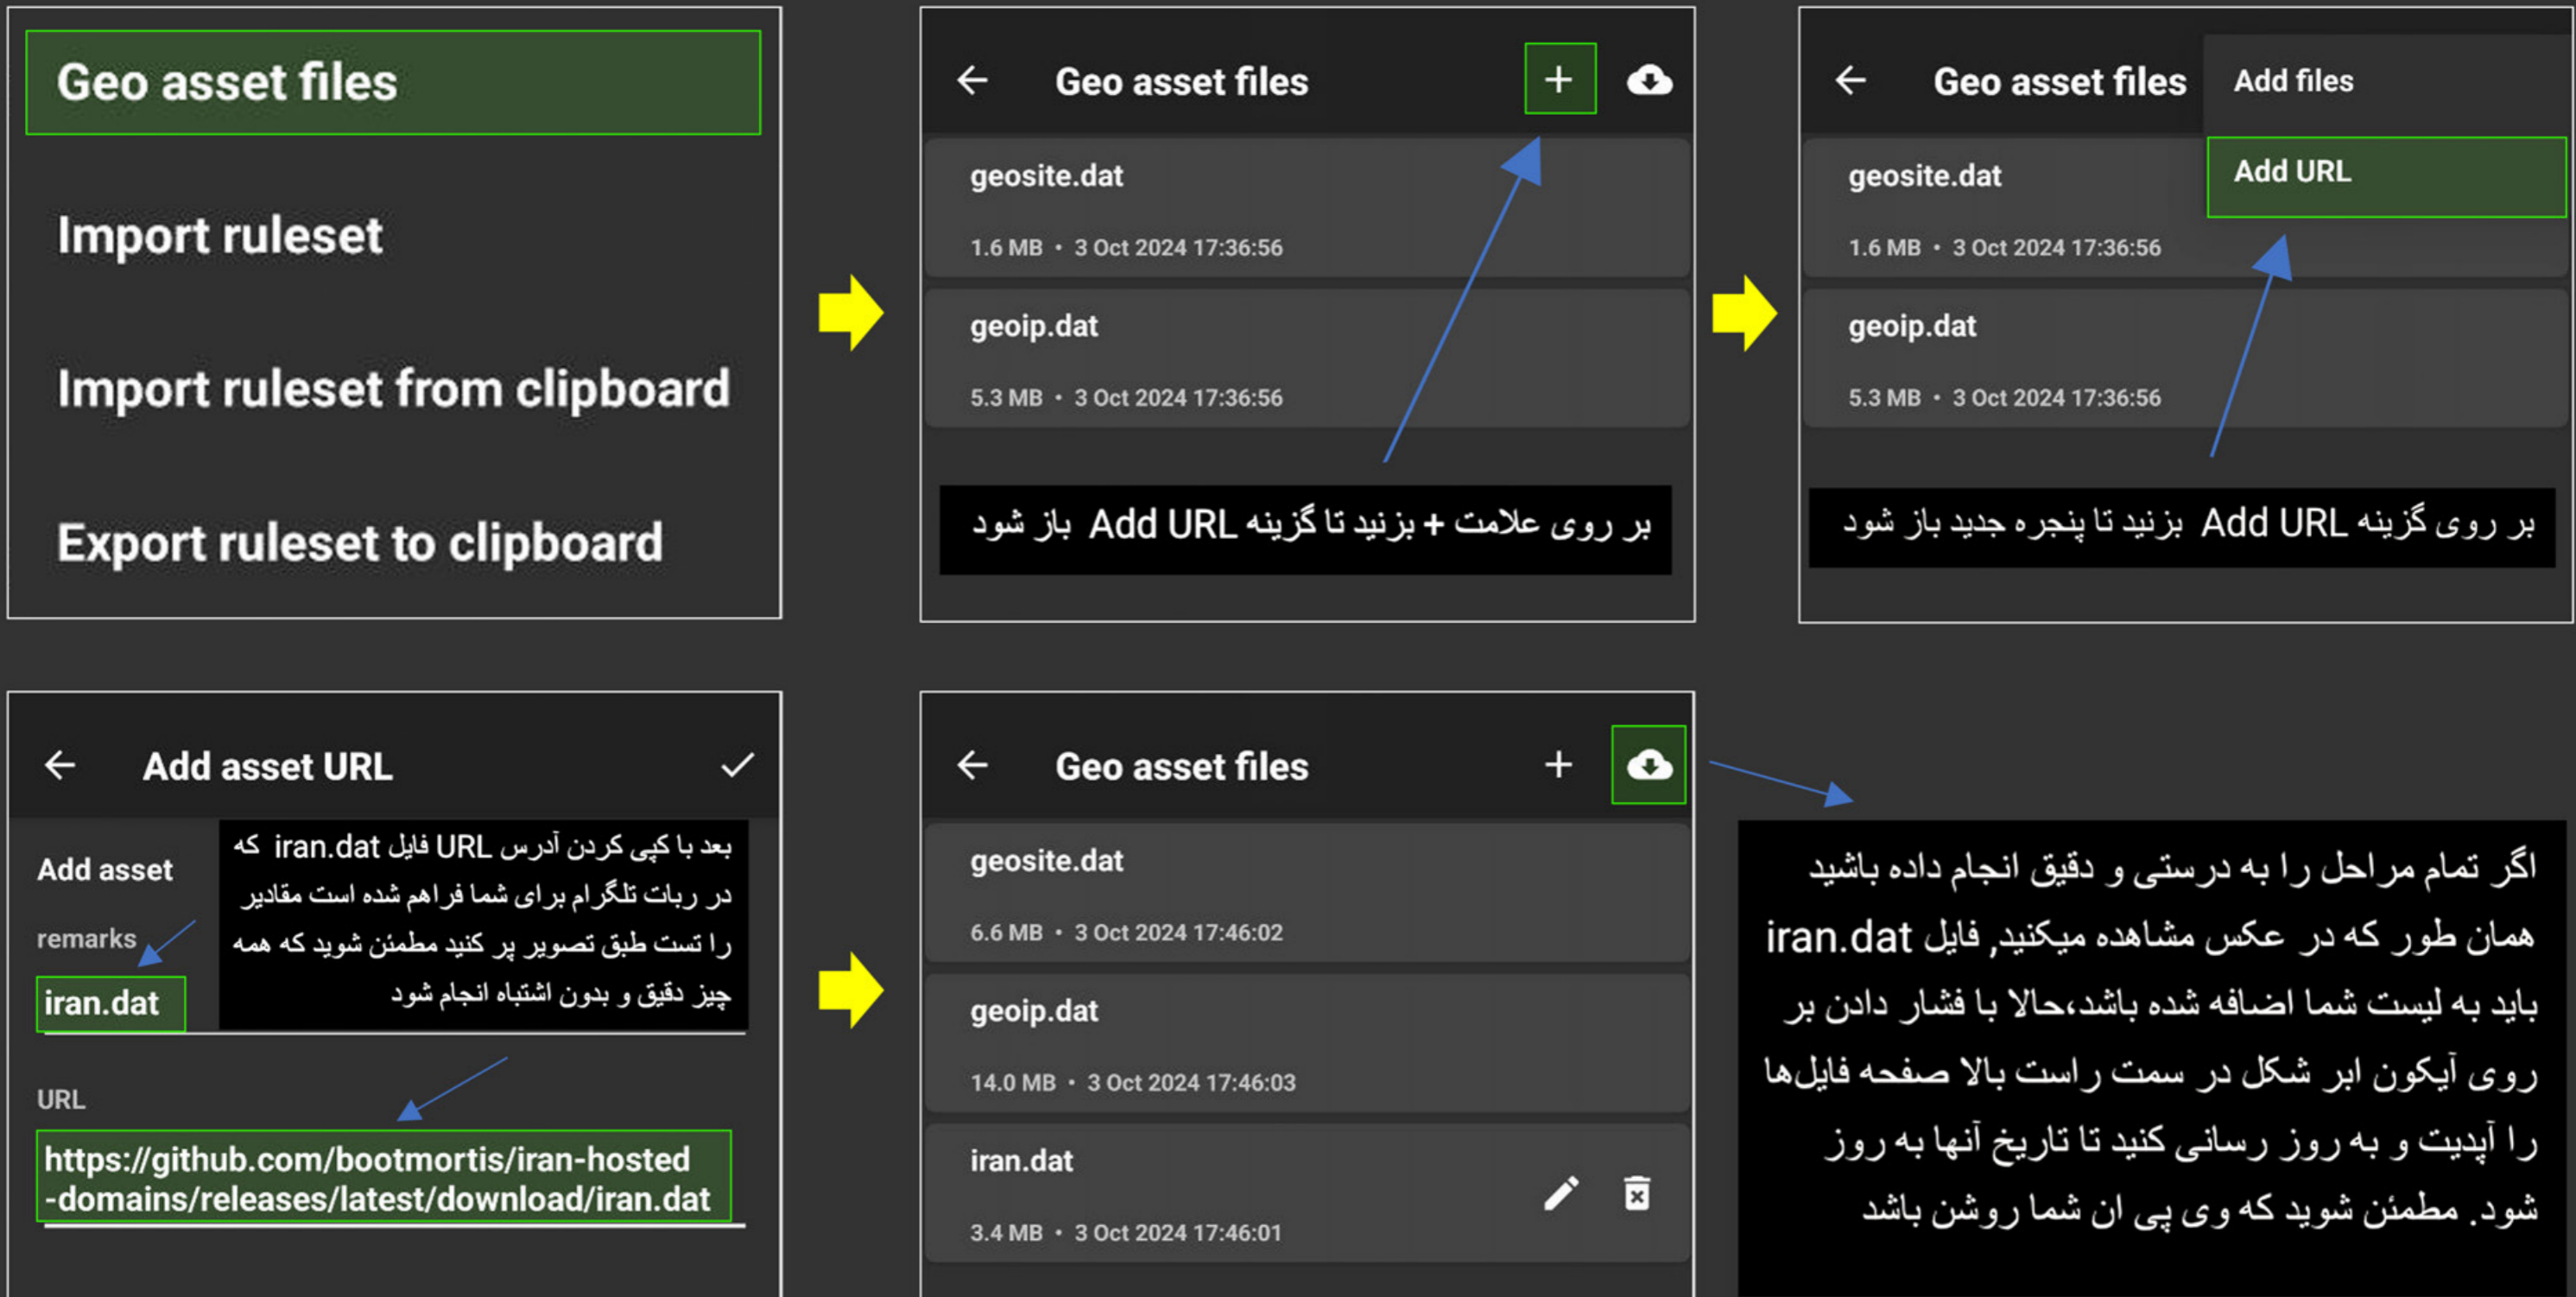 Geo asset files
Import ruleset
Import ruleset from clipboard
Export ruleset to clipboard
Geo asset files
geosite.dat
1.6 MB • 3 Oct 2024 17:36:56
geoip.dat
5.3 MB • 3 Oct 2024 17:36:56
بر روی علامت + بزنید تا گزینه Add URL باز شود
Geo asset files
Add files
Add URL
geosite.dat
1.6 MB • 3 Oct 2024 17:36:56
geoip.dat
5.3 MB • 3 Oct 2024 17:36:56
بر روی گزینه Add URL بزنید تا پنجره جدید باز شود
Add asset URL
Add asset
remarks
iran.dat
بعد با کپی کردن آدرس URL فایل iran.dat که
در ربات تلگرام برای شما فراهم شده است مقادیر
را تست طبق تصویر پر کنید مطمئن شوید که همه
چیز دقیق و بدون اشتباه انجام شود
URL
https://github.com/bootmortis/iran-hosted
-domains/releases/latest/download/iran.dat
Geo asset files
geosite.dat
6.6 MB • 3 Oct 2024 17:46:02
geoip.dat
14.0 MB • 3 Oct 2024 17:46:03
iran.dat
3.4 MB • 3 Oct 2024 17:46:01
اگر تمام مراحل را به درستی و دقیق انجام داده باشید
همان طور که در عکس مشاهده میکنید, فایل iran.dat
باید به لیست شما اضافه شده باشد،حالا با فشار دادن بر
روی آیکون ابر شکل در سمت راست بالا صفحه فایل‌ها
را آپدیت و به روز رسانی کنید تا تاریخ آنها به روز
شود. مطمئن شوید که وی پی ان شما روشن باشد